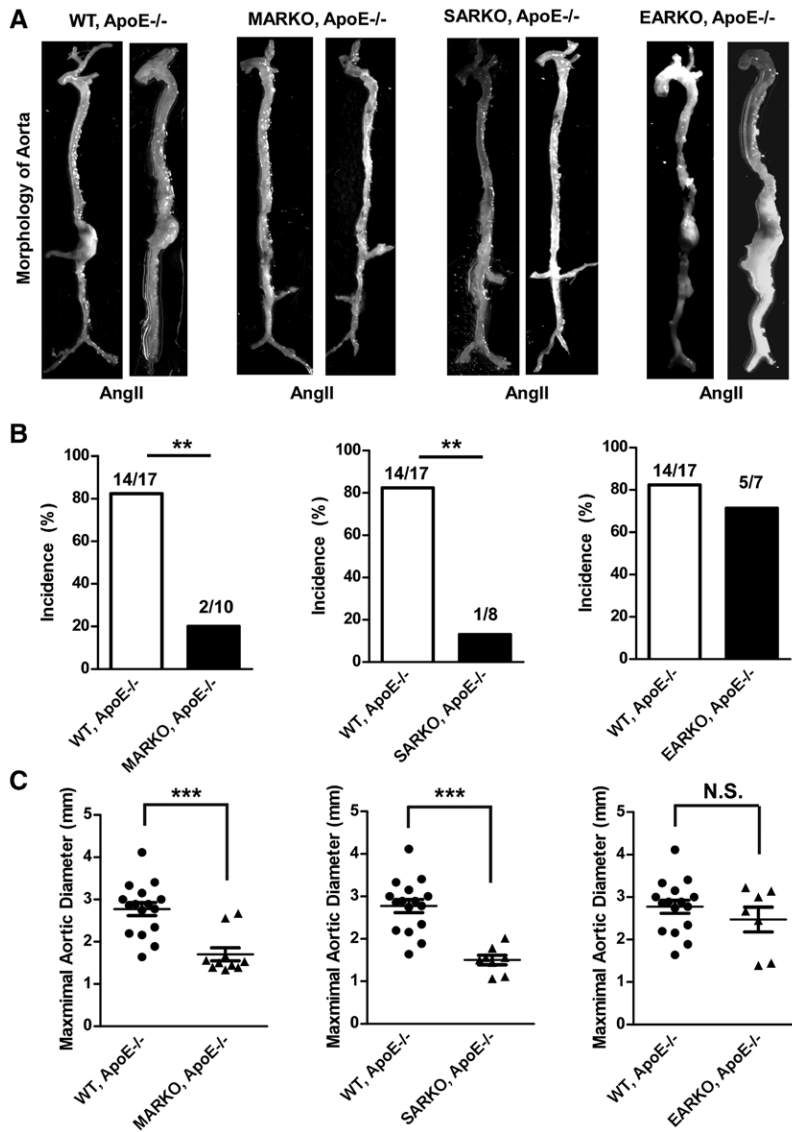 A
WT, ApoE-/-
MARKO, ApoE-/-
SARKO, ApoE-/-
EARKO, ApoE-/-
Morphology of Aorta
AngII
AngII
AngII
AngII
B
Incidence (%)
100
80
60
40
20
0
14/17
**
2/10
WT, ApoE-/-
MARKO, ApoE-/-
Incidence (%)
100
80
60
40
20
0
14/17
**
1/8
WT, ApoE-/-
SARKO, ApoE-/-
Incidence (%)
100
80
60
40
20
0
14/17
5/7
WT, ApoE-/-
EARKO, ApoE-/-
C
Maxmimal Aortic Diameter (mm)
5
4
3
2
1
0
***
WT, ApoE-/-
MARKO, ApoE-/-
Maxmimal Aortic Diameter (mm)
5
4
3
2
1
0
***
WT, ApoE-/-
SARKO, ApoE-/-
Maxmimal Aortic Diameter (mm)
5
4
3
2
1
0
N.S.
WT, ApoE-/-
EARKO, ApoE-/-